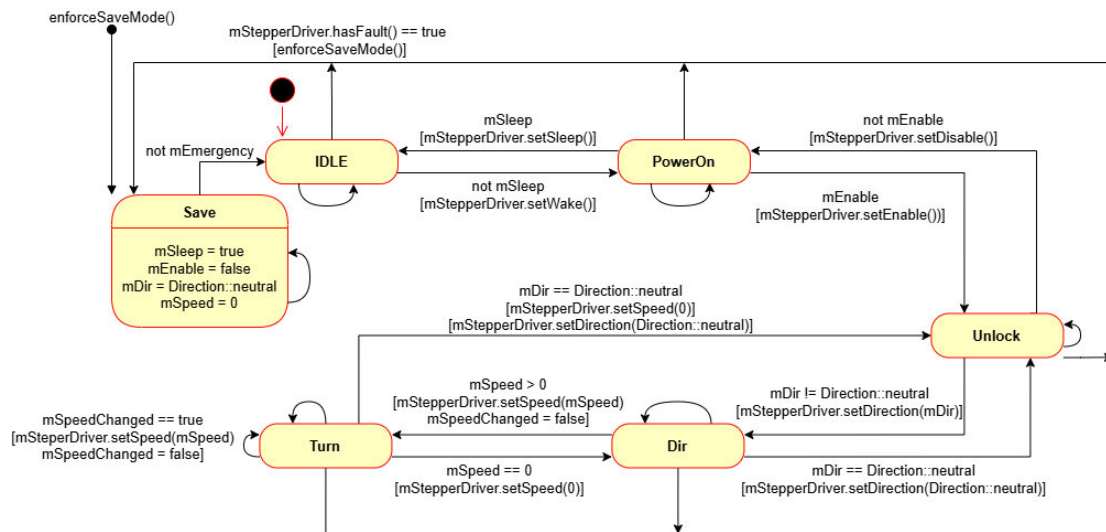 enforceSaveMode()
mStepperDriver.hasFault() == true
[enforceSaveMode()]
mSleep
[mStepperDriver.setSleep()]
not mEnable
[mStepperDriver.setDisable()]
not mEmergency
IDLE
PowerOn
not mSleep
[mStepperDriver.setWake()]
mEnable
[mStepperDriver.setEnable())]
Save
mSleep = true
mEnable = false
mDir = Direction::neutral
mSpeed = 0
mDir == Direction::neutral
[mStepperDriver.setSpeed(0)]
[mStepperDriver.setDirection(Direction::neutral)]
Unlock
mSpeed > 0
[mStepperDriver.setSpeed(mSpeed)
mSpeedChanged = false]
mDir != Direction::neutral
[mStepperDriver.setDirection(mDir)]
mSpeedChanged == true
[mSteperDriver.setSpeed(mSpeed)
mSpeedChanged = false]
Turn
Dir
mSpeed == 0
[mStepperDriver.setSpeed(0)]
mDir == Direction::neutral
[mStepperDriver.setDirection(Direction::neutral)]